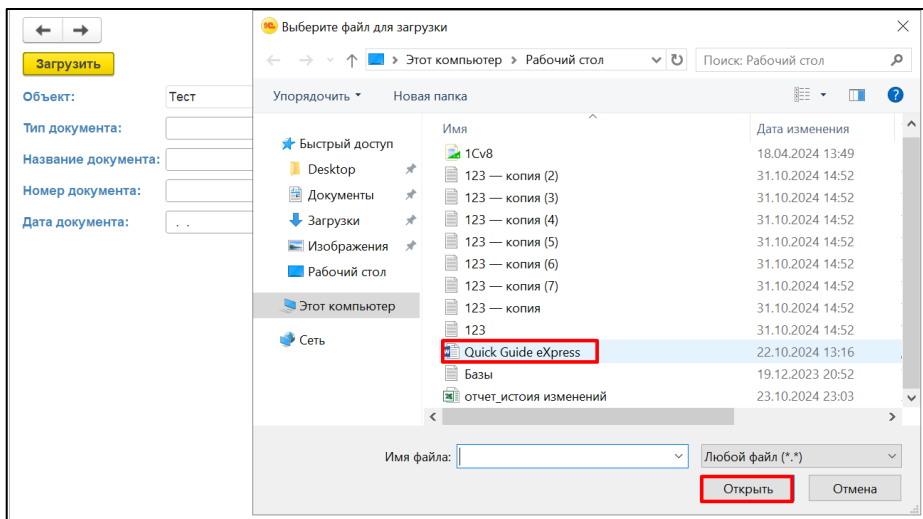 Выберите файл для загрузки
Загрузить
Объект: Тест
Тип документа:
Название документа:
Номер документа:
Дата документа: . .
Этот компьютер > Рабочий стол
Поиск: Рабочий стол
Упорядочить Новая папка
Имя Дата изменения
Быстрый доступ
Desktop
Документы
Загрузки
Изображения
Рабочий стол
Этот компьютер
Сеть
1Cv8 18.04.2024 13:49
123 — копия (2) 31.10.2024 14:52
123 — копия (3) 31.10.2024 14:52
123 — копия (4) 31.10.2024 14:52
123 — копия (5) 31.10.2024 14:52
123 — копия (6) 31.10.2024 14:52
123 — копия (7) 31.10.2024 14:52
123 — копия 31.10.2024 14:52
123 31.10.2024 14:52
Quick Guide eXpress 22.10.2024 13:16
Базы 19.12.2023 20:52
отчет_истоия изменений 23.10.2024 23:03
Имя файла: Любой файл (*.*)
Открыть Отмена